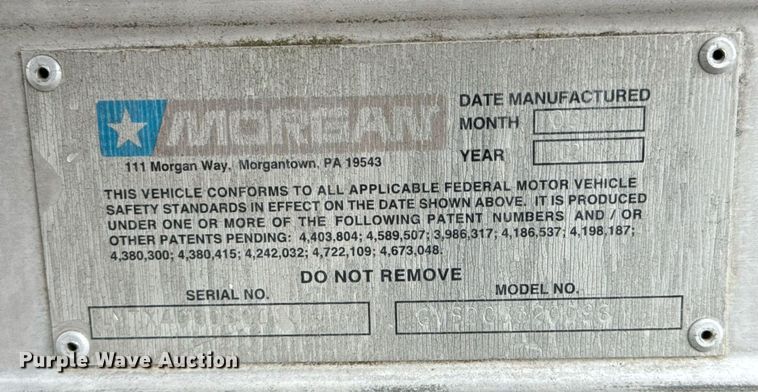 MORGAN
111 Morgan Way, Morgantown, PA 19543
DATE MANUFACTURED
MONTH
YEAR
THIS VEHICLE CONFORMS TO ALL APPLICABLE FEDERAL MOTOR VEHICLE
SAFETY STANDARDS IN EFFECT ON THE DATE SHOWN ABOVE. IT IS PRODUCED
UNDER ONE OR MORE OF THE FOLLOWING PATENT NUMBERS AND / OR
OTHER PATENTS PENDING: 4,403,804; 4,589,507; 3,986,317; 4,186,537; 4,198,187;
4,380,300; 4,380,415; 4,242,032; 4,722,109; 4,673,048.
DO NOT REMOVE
SERIAL NO.
MODEL NO.
Purple Wave Auction